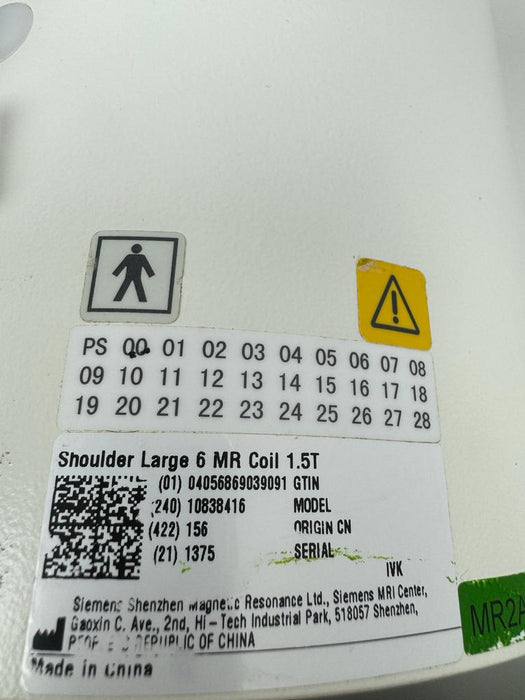 PS 00 01 02 03 04 05 06 07 08
09 10 11 12 13 14 15 16 17 18
19 20 21 22 23 24 25 26 27 28
Shoulder Large 6 MR Coil 1.5T
(01) 04056869039091 GTIN
(240) 10838416 MODEL
(422) 156 ORIGIN CN
(21) 1375 SERIAL
IVK
Siemens Shenzhen Magnetic Resonance Ltd., Siemens MRI Center,
Gaoxin C. Ave., 2nd, Hi-Tech Industrial Park, 518057 Shenzhen,
REPUBLIC OF CHINA
Made in China